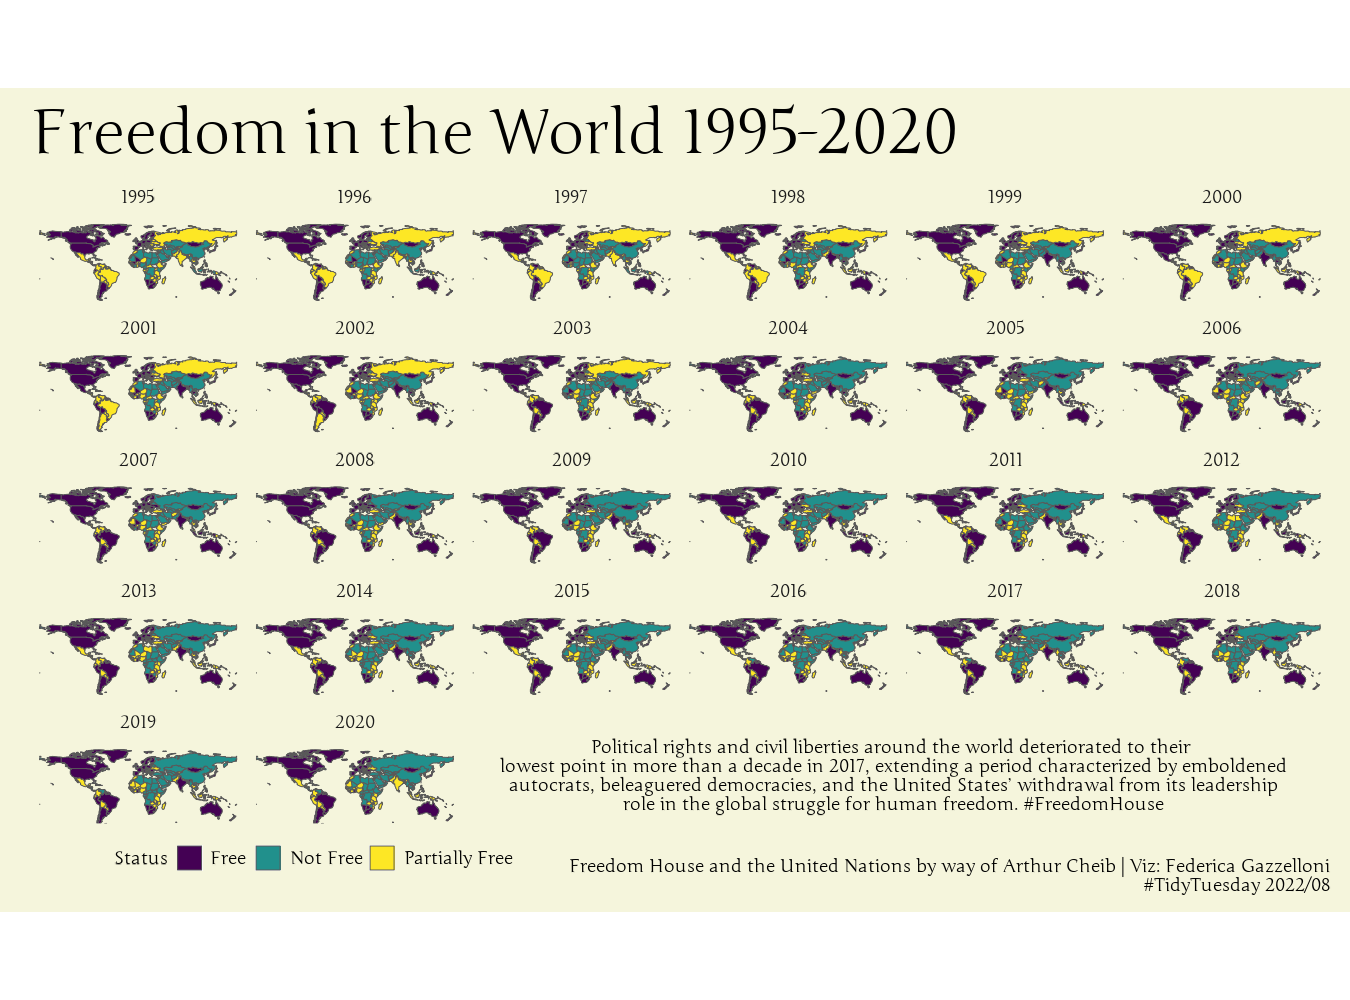 Freedom in the World 1995-2020
1995 1996 1997 1998 1999 2000
2001 2002 2003 2004 2005 2006
2007 2008 2009 2010 2011 2012
2013 2014 2015 2016 2017 2018
2019 2020
Political rights and civil liberties around the world deteriorated to their
lowest point in more than a decade in 2017, extending a period characterized by emboldened
autocrats, beleaguered democracies, and the United States' withdrawal from its leadership
role in the global struggle for human freedom. #FreedomHouse
Status Free Not Free Partially Free
Freedom House and the United Nations by way of Arthur Cheib | Viz: Federica Gazzelloni
#TidyTuesday 2022/08